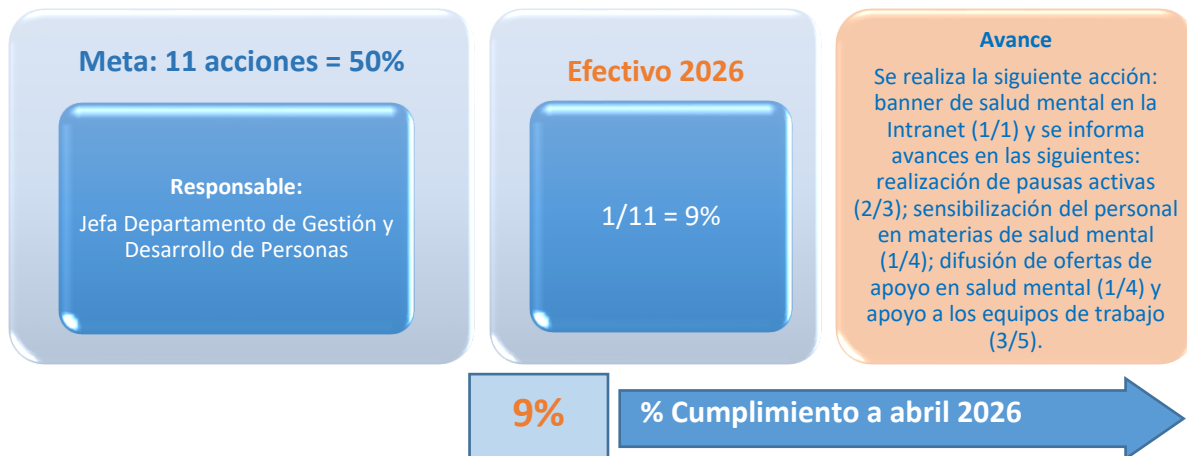 Meta: 11 acciones = 50%
Responsable:
Jefa Departamento de Gestión y
Desarrollo de Personas
Efectivo 2026
1/11 = 9%
Avance
Se realiza la siguiente acción:
banner de salud mental en la
Intranet (1/1) y se informa
avances en las siguientes:
realización de pausas activas
(2/3); sensibilización del personal
en materias de salud mental
(1/4); difusión de ofertas de
apoyo en salud mental (1/4) y
apoyo a los equipos de trabajo
(3/5).
9%
% Cumplimiento a abril 2026